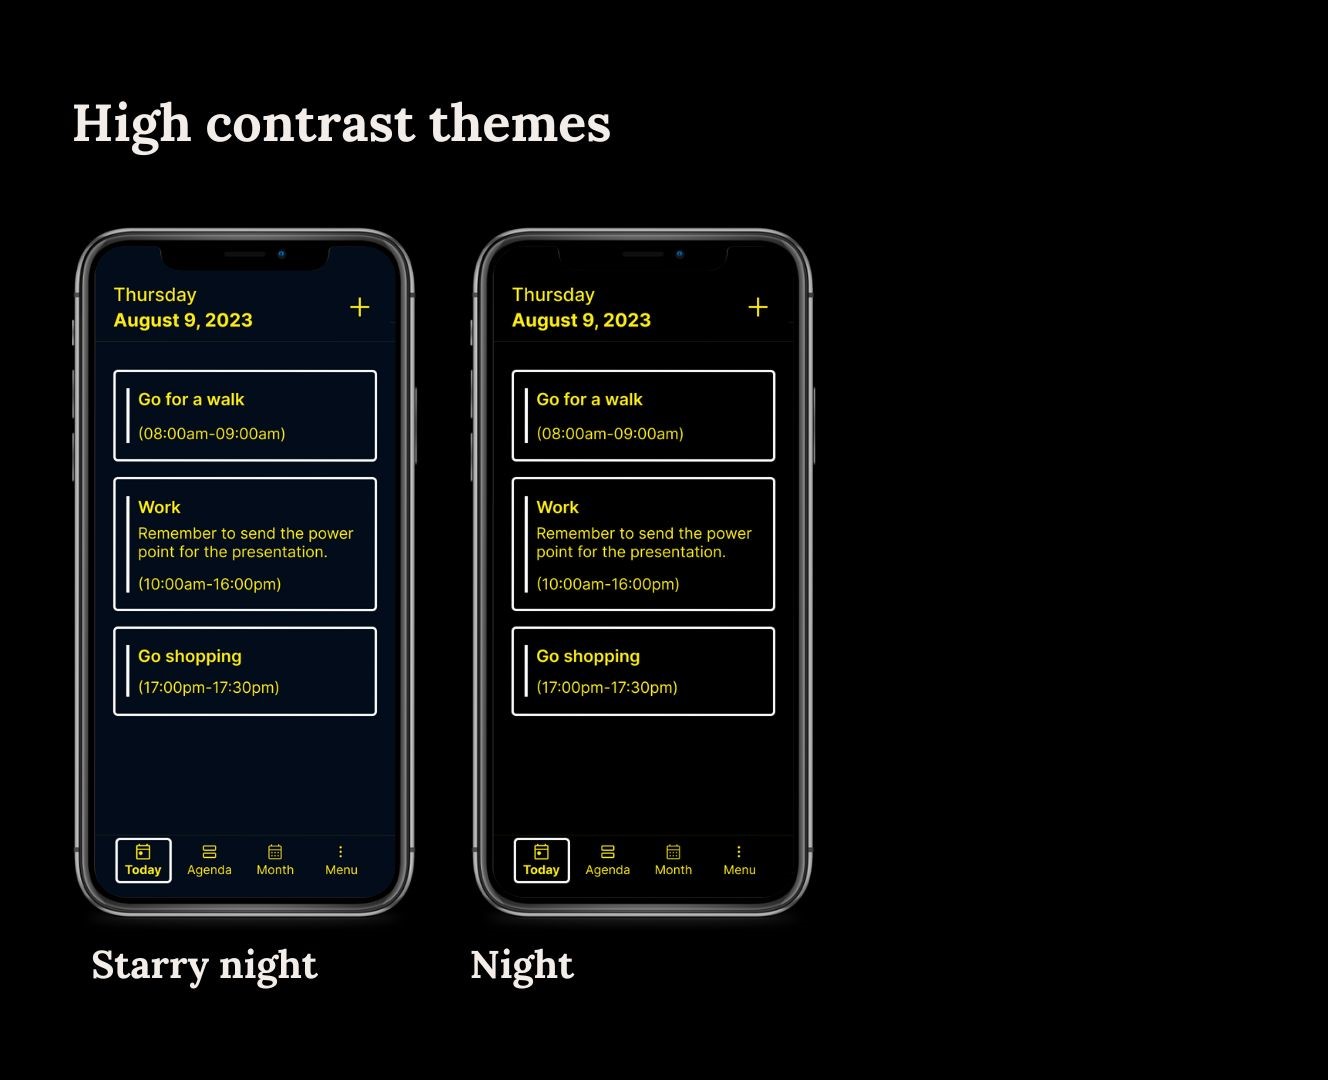 High contrast themes
Thursday
August 9, 2023
Go for a walk
(08:00am-09:00am)
Work
Remember to send the power
point for the presentation.
(10:00am-16:00pm)
Go shopping
(17:00pm-17:30pm)
Today
Agenda
Month
Menu
Starry night
Thursday
August 9, 2023
Go for a walk
(08:00am-09:00am)
Work
Remember to send the power
point for the presentation.
(10:00am-16:00pm)
Go shopping
(17:00pm-17:30pm)
Today
Agenda
Month
Menu
Night